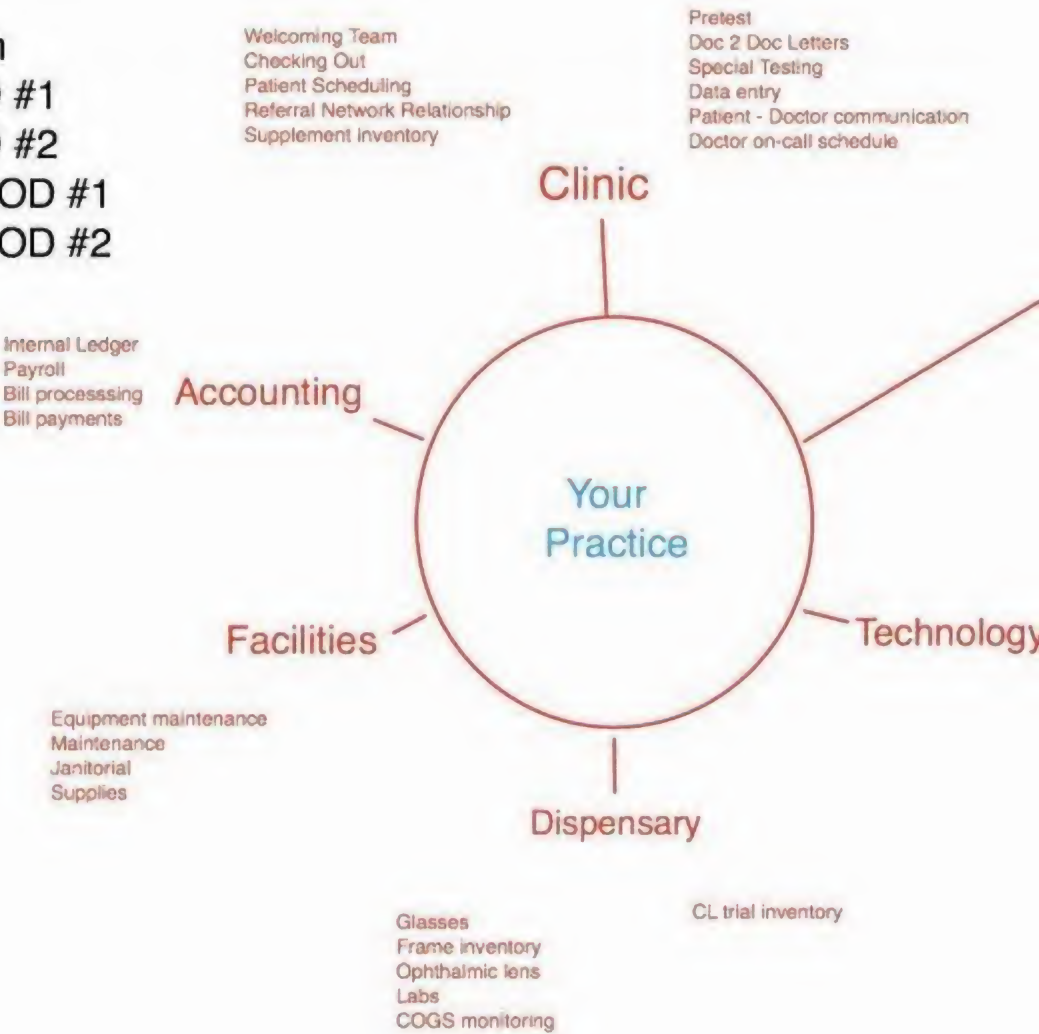 #1
#2
OD #1
OD #2
Welcoming Team
Checking Out
Patient Scheduling
Referral Network Relationship
Supplement inventory
Pretest
Doc 2 Doc Letters
Special Testing
Data entry
Patient - Doctor communication
Doctor on-call schedule
Clinic
Internal Ledger
Payroll
Bill processsing
Bill payments
Accounting
Your
Practice
Facilities
Technology
Equipment maintenance
Maintenance
Janitorial
Supplies
Dispensary
Glasses
Frame inventory
Ophthalmic lens
Labs
COGS monitoring
CL trial inventory